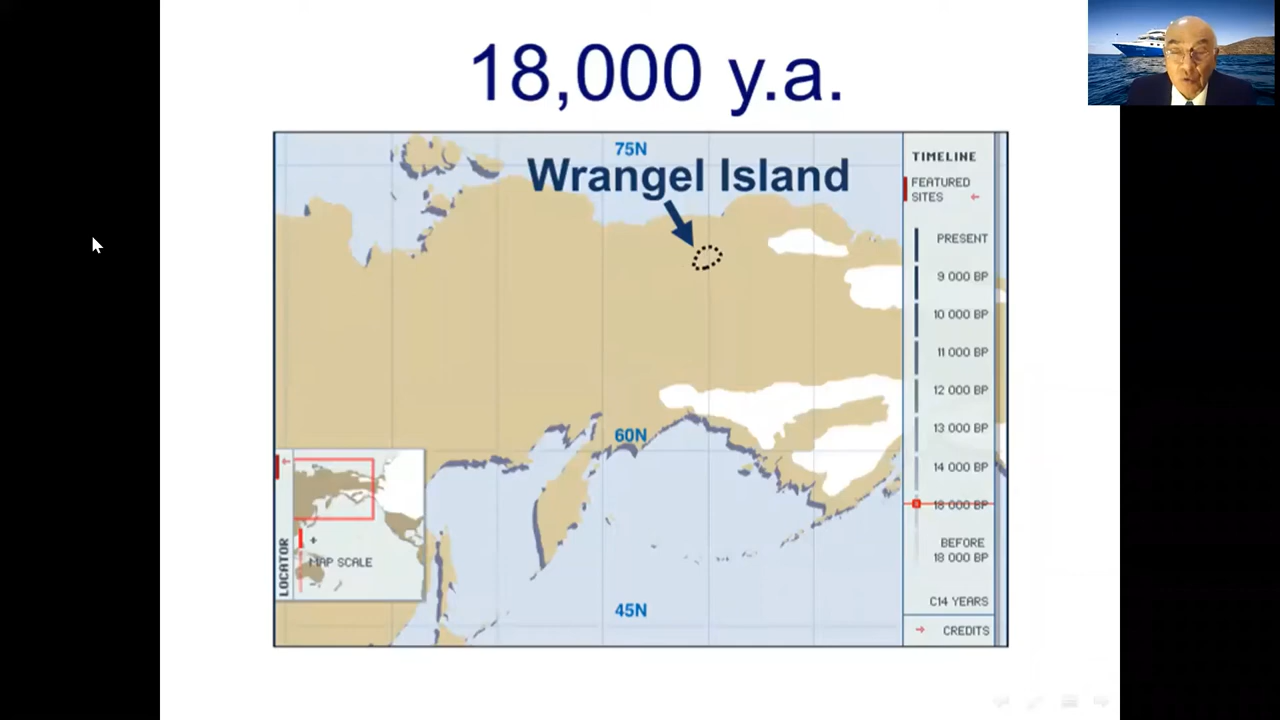 18,000 y.a.
75N
Wrangel Island
60N
45N
LOCATOR
MAP SCALE
TIMELINE
FEATURED
SITES
PRESENT
9 000 BP
10 000 BP
11 000 BP
12 000 BP
13 000 BP
14 000 BP
18 000 BP
BEFORE
18 000 BP
C14 YEARS
CREDITS